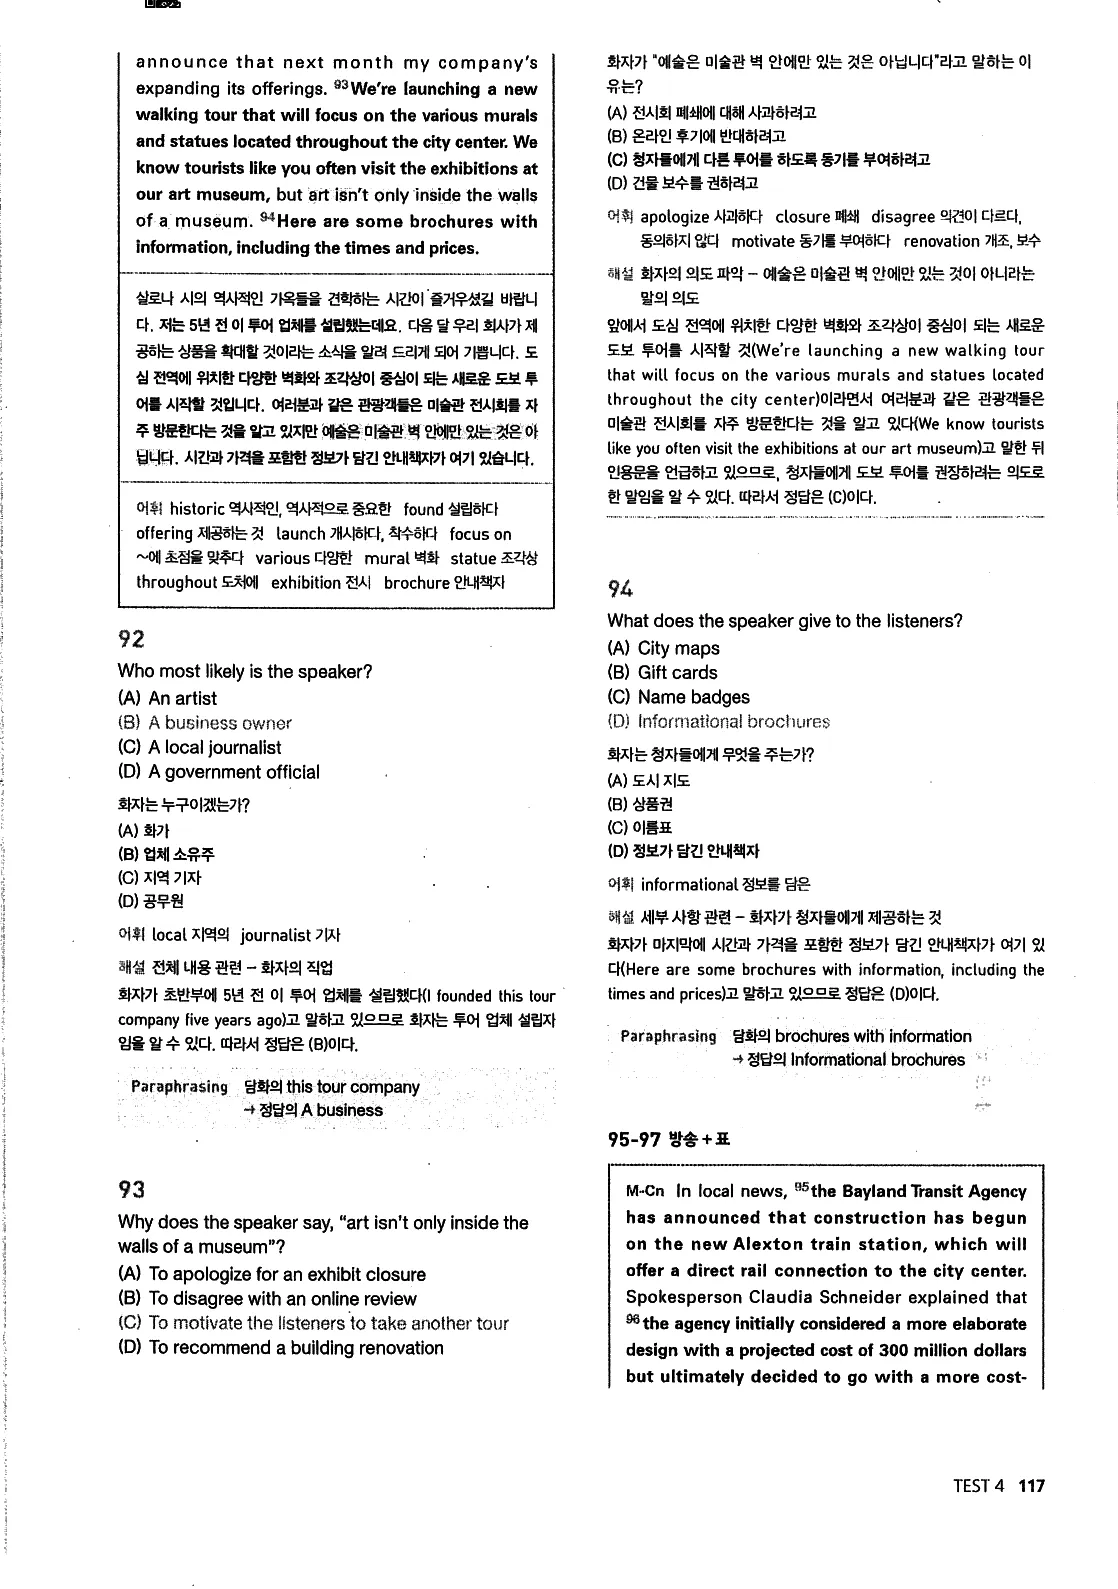 announce that next month my company's
expanding its offerings. 93We're launching a new
walking tour that will focus on the various murals
and statues located throughout the city center. We
know tourists like you often visit the exhibitions at
our art museum, but art isn't only inside the walls
of a museum. 94Here are some brochures with
information, including the times and prices.
살로나 시의 역사적인 가옥들을 견학하는 시간이 즐거우셨길 바랍니
다. 저는 5년 전 이 투어 업체를 설립했는데요. 다음 달 우리 회사가 제
공하는 상품을 확대할 것이라는 소식을 알려 드리게 되어 기쁩니다. 도
심 전역에 위치한 다양한 벽화와 조각상이 중심이 되는 새로운 도보 투
어를 시작할 것입니다. 여러분과 같은 관광객들은 미술관 전시회를 자
주 방문한다는 것을 알고 있지만 예술은 미술관 벽 안에만 있는 것은 아
닙니다. 시간과 가격을 포함한 정보가 담긴 안내책자가 여기 있습니다.
어휘 historic 역사적인, 역사적으로 중요한 found 설립하다
offering 제공하는 것 launch 개시하다, 착수하다 focus on
~에 초점을 맞추다 various 다양한 mural 벽화 statue 조각상
throughout 도처에 exhibition 전시 brochure 안내책자
92
Who most likely is the speaker?
(A) An artist
(B) A business owner
(C) A local journalist
(D) A government official
화자는 누구이겠는가?
(A) 화가
(B) 업체 소유주
(C) 지역 기자
(D) 공무원
어휘 local 지역의 journalist 기자
해설 전체 내용 관련 – 화자의 직업
화자가 초반부에 5년 전 이 투어 업체를 설립했다(I founded this tour
company five years ago)고 말하고 있으므로 화자는 투어 업체 설립자
임을 알 수 있다. 따라서 정답은 (B)이다.
Paraphrasing 담화의 this tour company
→ 정답의 A business
93
Why does the speaker say, "art isn't only inside the
walls of a museum"?
(A) To apologize for an exhibit closure
(B) To disagree with an online review
(C) To motivate the listeners to take another tour
(D) To recommend a building renovation
화자가 "예술은 미술관 벽 안에만 있는 것은 아닙니다"라고 말하는 이
유는?
(A) 전시회 폐쇄에 대해 사과하려고
(B) 온라인 후기에 반대하려고
(C) 청자들에게 다른 투어를 하도록 동기를 부여하려고
(D) 건물 보수를 권하려고
어휘 apologize 사과하다 closure 폐쇄 disagree 의견이 다르다,
동의하지 않다 motivate 동기를 부여하다 renovation 개조, 보수
해설 화자의 의도 파악 – 예술은 미술관 벽 안에만 있는 것이 아니라는
말의 의도
앞에서 도심 전역에 위치한 다양한 벽화와 조각상이 중심이 되는 새로운
도보 투어를 시작할 것(We're launching a new walking tour
that will focus on the various murals and statues located
throughout the city center)이라면서 여러분과 같은 관광객들은
미술관 전시회를 자주 방문한다는 것을 알고 있다(We know tourists
like you often visit the exhibitions at our art museum)고 말한 뒤
인용문을 언급하고 있으므로, 청자들에게 도보 투어를 권장하려는 의도로
한 말임을 알 수 있다. 따라서 정답은 (C)이다.
94
What does the speaker give to the listeners?
(A) City maps
(B) Gift cards
(C) Name badges
(D) Informational brochures
화자는 청자들에게 무엇을 주는가?
(A) 도시 지도
(B) 상품권
(C) 이름표
(D) 정보가 담긴 안내책자
어휘 informational 정보를 담은
해설 세부 사항 관련 – 화자가 청자들에게 제공하는 것
화자가 마지막에 시간과 가격을 포함한 정보가 담긴 안내책자가 여기 있
다(Here are some brochures with information, including the
times and prices)고 말하고 있으므로 정답은 (D)이다.
Paraphrasing 담화의 brochures with information
→ 정답의 Informational brochures
95-97 방송 + 표
M-Cn In local news, 95the Bayland Transit Agency
has announced that construction has begun
on the new Alexton train station, which will
offer a direct rail connection to the city center.
Spokesperson Claudia Schneider explained that
96the agency initially considered a more elaborate
design with a projected cost of 300 million dollars
but ultimately decided to go with a more cost-
TEST 4 117